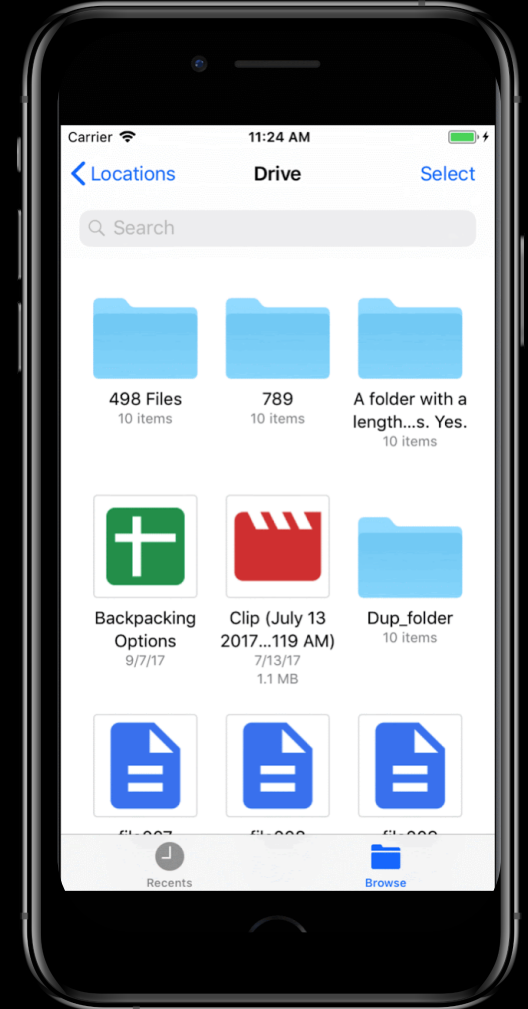 Carrier 11:24 AM
Locations Drive Select
Search
498 Files 789 A folder with a
10 items 10 items length...s. Yes.
10 items
Backpacking Clip (July 13 Dup_folder
Options 2017...119 AM) 10 items
9/7/17 7/13/17
1.1 MB
Recents Browse